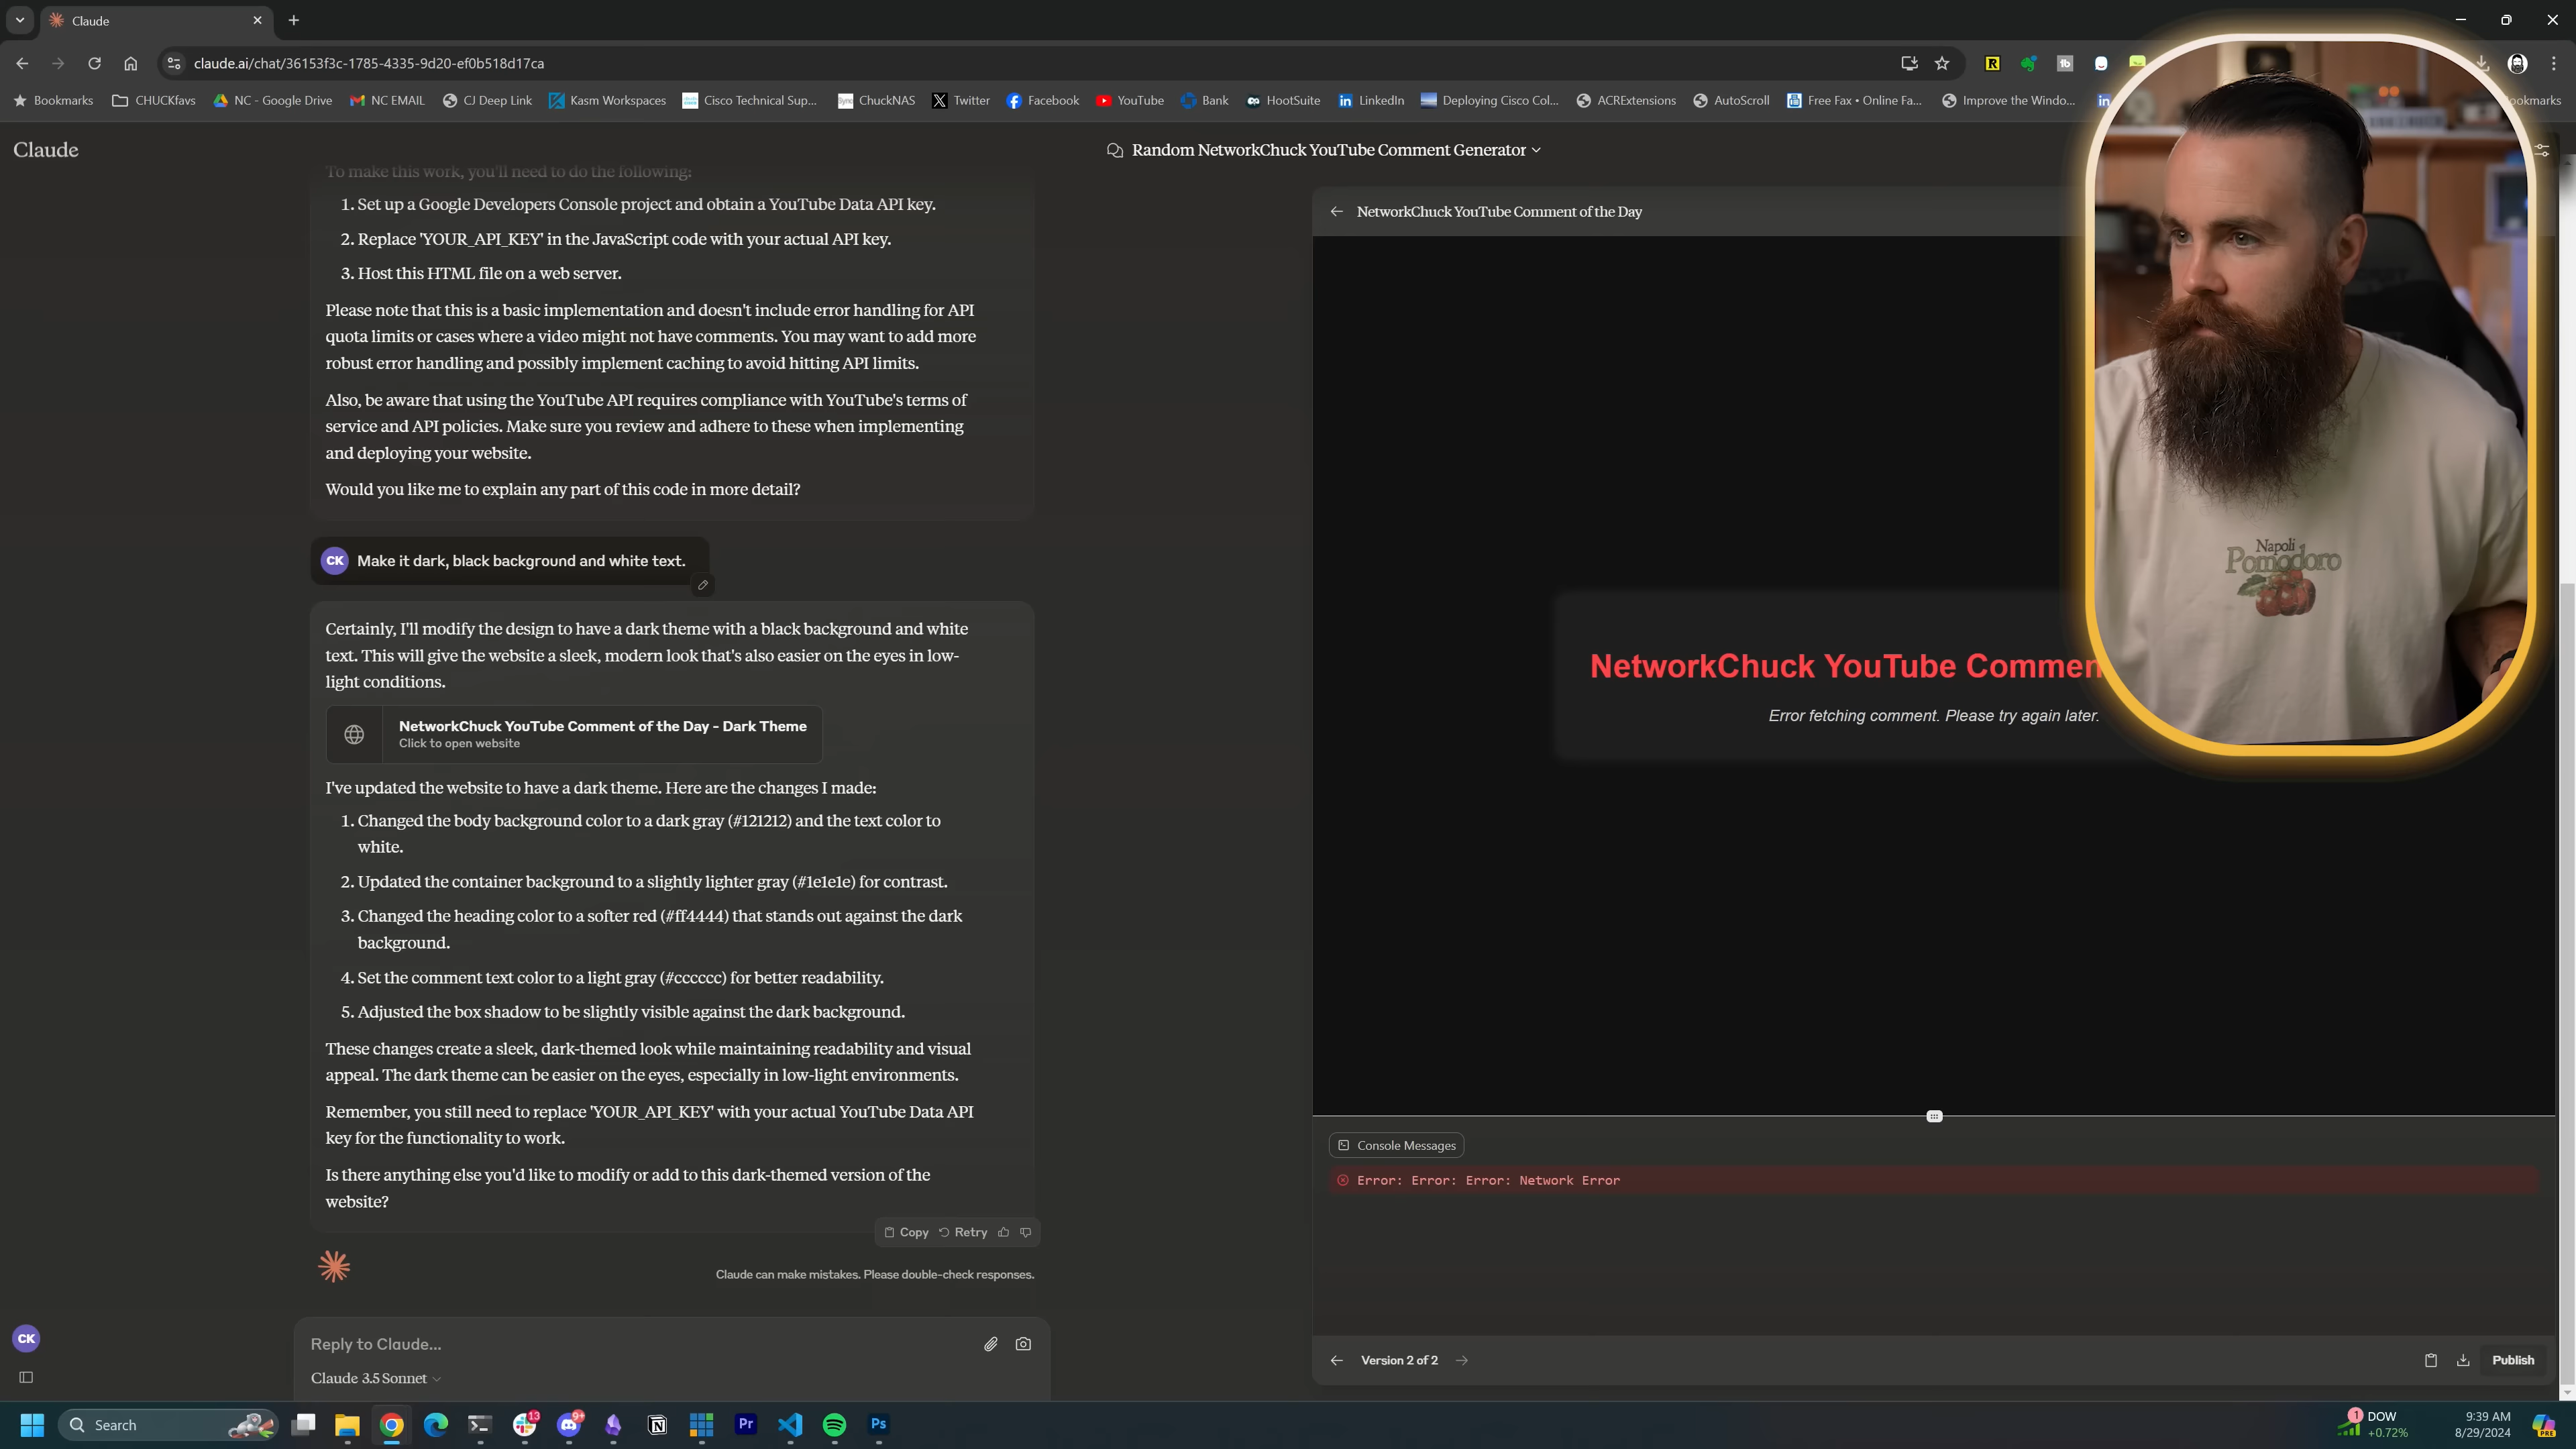 Claude
claude.ai/chat/36153f3c-1785-4335-9d20-ef0b518d17ca
Bookmarks
CHUCKfavs
NC - Google Drive
NC EMAIL
CJ Deep Link
Kasm Workspaces
Cisco Technical Sup...
ChuckNAS
Twitter
Facebook
YouTube
Bank
HootSuite
LinkedIn
Deploying Cisco Col...
ACRExtensions
AutoScroll
Free Fax • Online Fa...
Improve the Windo...
ookmarks
Claude
Random NetworkChuck YouTube Comment Generator
To make this work, you'll need to do the following:
1. Set up a Google Developers Console project and obtain a YouTube Data API key.
2. Replace 'YOUR_API_KEY' in the JavaScript code with your actual API key.
3. Host this HTML file on a web server.
Please note that this is a basic implementation and doesn't include error handling for API
quota limits or cases where a video might not have comments. You may want to add more
robust error handling and possibly implement caching to avoid hitting API limits.
Also, be aware that using the YouTube API requires compliance with YouTube's terms of
service and API policies. Make sure you review and adhere to these when implementing
and deploying your website.
Would you like me to explain any part of this code in more detail?
CK
Make it dark, black background and white text.
Certainly, I'll modify the design to have a dark theme with a black background and white
text. This will give the website a sleek, modern look that's also easier on the eyes in low-
light conditions.
NetworkChuck YouTube Comment of the Day - Dark Theme
Click to open website
I've updated the website to have a dark theme. Here are the changes I made:
1. Changed the body background color to a dark gray (#121212) and the text color to
white.
2. Updated the container background to a slightly lighter gray (#1e1e1e) for contrast.
3. Changed the heading color to a softer red (#ff4444) that stands out against the dark
background.
4. Set the comment text color to a light gray (#cccccc) for better readability.
5. Adjusted the box shadow to be slightly visible against the dark background.
These changes create a sleek, dark-themed look while maintaining readability and visual
appeal. The dark theme can be easier on the eyes, especially in low-light environments.
Remember, you still need to replace 'YOUR_API_KEY' with your actual YouTube Data API
key for the functionality to work.
Is there anything else you'd like to modify or add to this dark-themed version of the
website?
Copy
Retry
Claude can make mistakes. Please double-check responses.
CK
Reply to Claude...
Claude 3.5 Sonnet
NetworkChuck YouTube Comment of the Day
NetworkChuck YouTube Commen
Error fetching comment. Please try again later.
Console Messages
Error: Error: Error: Network Error
Version 2 of 2
Publish
Napoli
Pomodoro
Search
13
9+
Pr
Ps
1
DOW
+0.72%
9:39 AM
8/29/2024
PRE